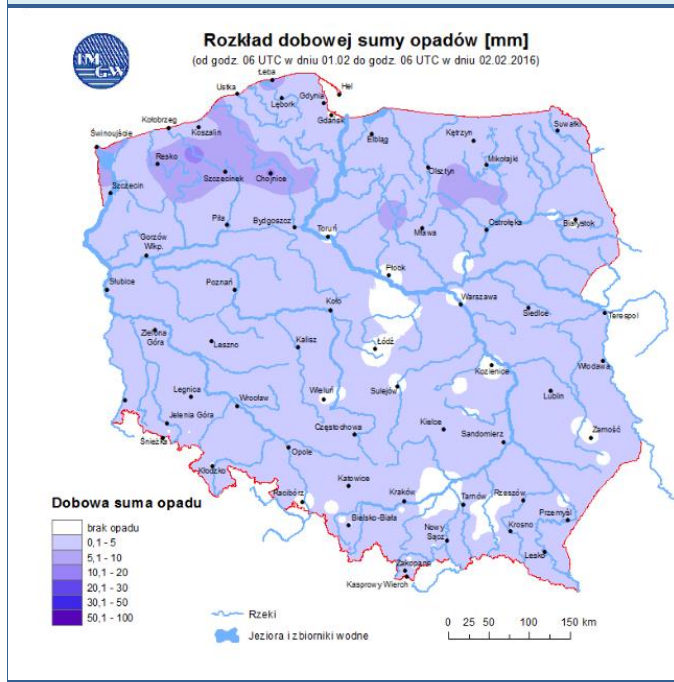 IMGW
Rozkład dobowej sumy opadów [mm]
(od godz. 06 UTC w dniu 01.02 do godz. 06 UTC w dniu 02.02.2016)
Łeba
Hel
Ustka
Gdynia
Lębork
Gdańsk
Kołobrzeg
Koszalin
Suwałki
Świnoujście
Elbląg
Kętrzyn
Resko
Mikołajki
Olsztyn
Szczecin
Szczecinek
Chojnice
Piła
Bydgoszcz
Toruń
Mława
Ostrołęka
Białystok
Gorzów
Wlkp.
Płock
Słubice
Poznań
Koło
Warszawa
Siedlce
Terespol
Zielona
Góra
Leszno
Kalisz
Łódź
Kozienice
Włodawa
Legnica
Wrocław
Wieluń
Sulejów
Lublin
Jelenia Góra
Śnieżka
Częstochowa
Kielce
Sandomierz
Zamość
Opole
Kłodzko
Katowice
Racibórz
Kraków
Tarnów
Rzeszów
Bielsko-Biała
Przemyśl
Nowy
Sącz
Krosno
Lesko
Zakopane
Kasprowy Wierch
Dobowa suma opadu
brak opadu
0,1 - 5
5,1 - 10
10,1 - 20
20,1 - 30
30,1 - 50
50,1 - 100
Rzeki
Jeziora i zbiorniki wodne
0 25 50 100 150 km